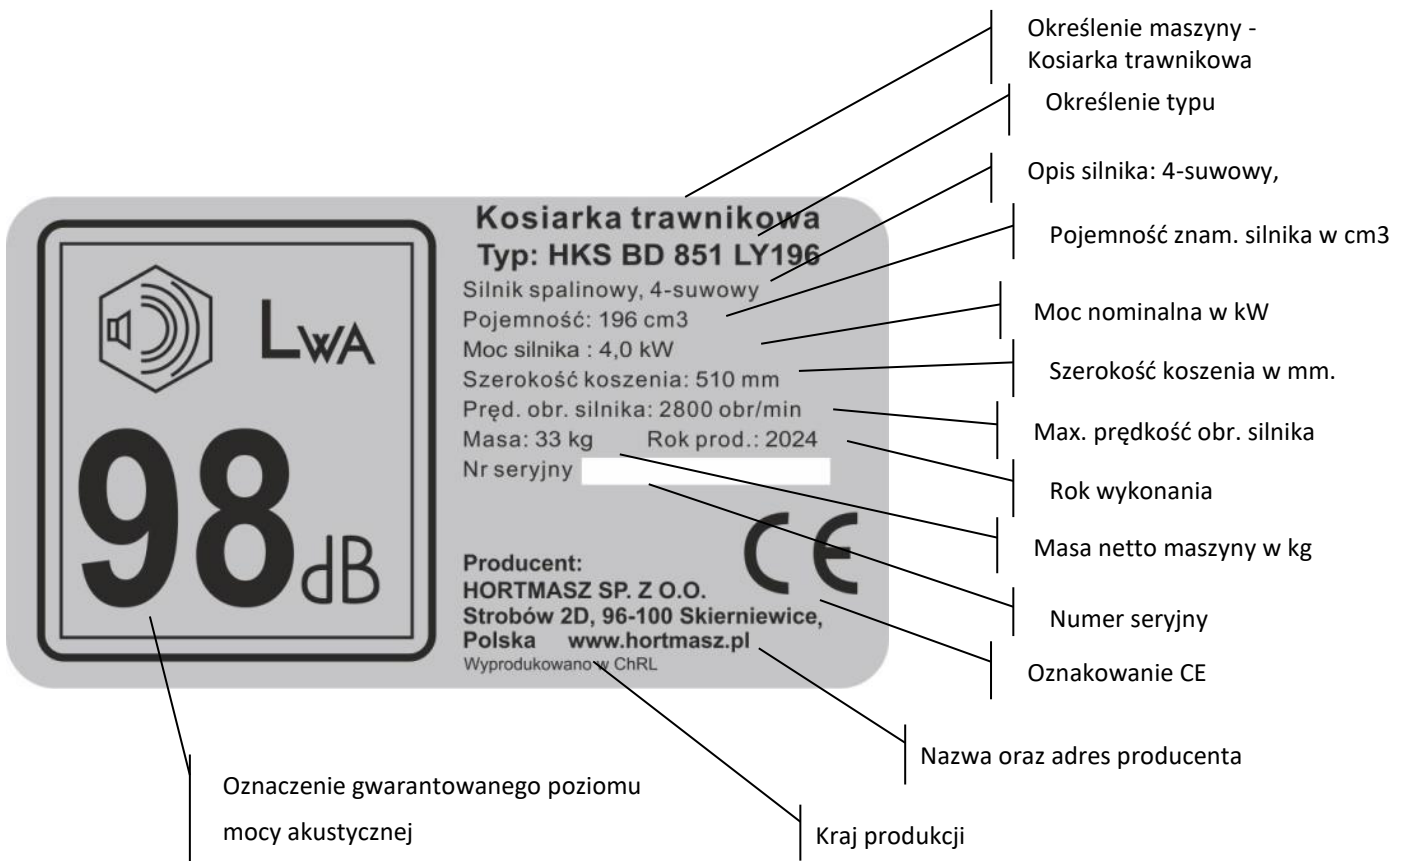 Określenie maszyny -
Kosiarka trawnikowa
Określenie typu
Opis silnika: 4-suwowy,
Pojemność znam. silnika w cm3
Moc nominalna w kW
Szerokość koszenia w mm.
Max. prędkość obr. silnika
Rok wykonania
Masa netto maszyny w kg
Numer seryjny
Oznakowanie CE
Nazwa oraz adres producenta
Kraj produkcji
Oznaczenie gwarantowanego poziomu
mocy akustycznej
LWA
98 dB
Kosiarka trawnikowa
Typ: HKS BD 851 LY196
Silnik spalinowy, 4-suwowy
Pojemność: 196 cm3
Moc silnika : 4,0 kW
Szerokość koszenia: 510 mm
Pręd. obr. silnika: 2800 obr/min
Masa: 33 kg Rok prod.: 2024
Nr seryjny
CE
Producent:
HORTMASZ SP. Z O.O.
Strobów 2D, 96-100 Skierniewice,
Polska www.hortmasz.pl
Wyprodukowano w ChRL